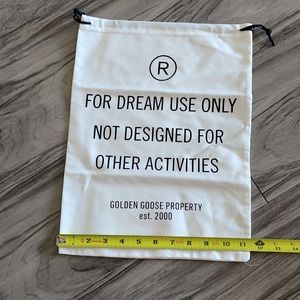 ®
FOR DREAM USE ONLY
NOT DESIGNED FOR
OTHER ACTIVITIES
GOLDEN GOOSE PROPERTY
est. 2000
1 2 3 4 5 6 7 8 9 10 11 12 13 14